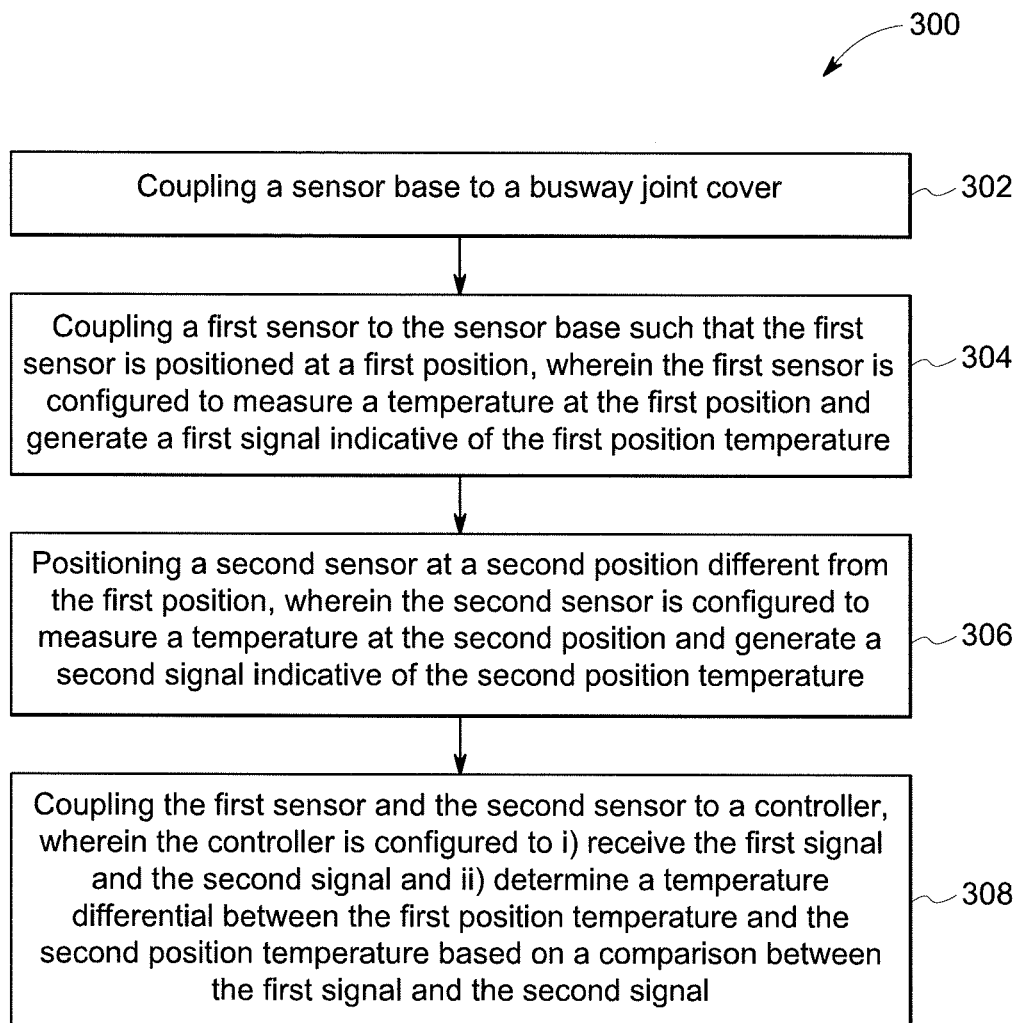 300
Coupling a sensor base to a busway joint cover
302
Coupling a first sensor to the sensor base such that the first
sensor is positioned at a first position, wherein the first sensor is
configured to measure a temperature at the first position and
generate a first signal indicative of the first position temperature
304
Positioning a second sensor at a second position different from
the first position, wherein the second sensor is configured to
measure a temperature at the second position and generate a
second signal indicative of the second position temperature
306
Coupling the first sensor and the second sensor to a controller,
wherein the controller is configured to i) receive the first signal
and the second signal and ii) determine a temperature
differential between the first position temperature and the
second position temperature based on a comparison between
the first signal and the second signal
308